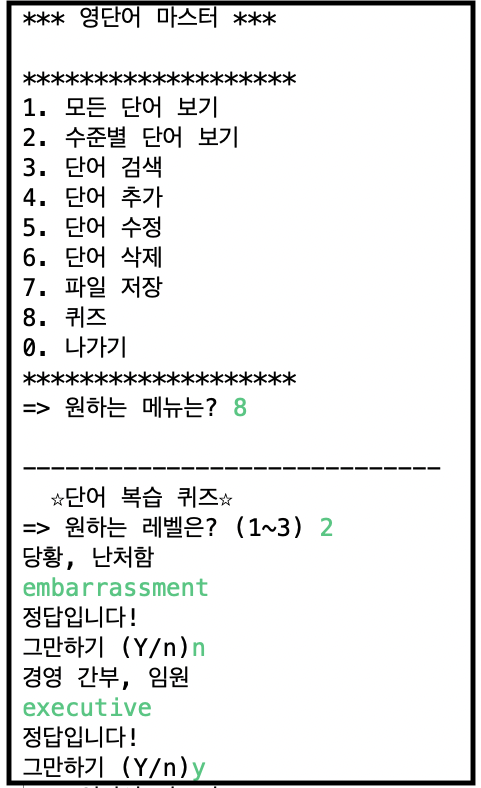 *** 영단어 마스터 ***
*******************
1. 모든 단어 보기
2. 수준별 단어 보기
3. 단어 검색
4. 단어 추가
5. 단어 수정
6. 단어 삭제
7. 파일 저장
8. 퀴즈
0. 나가기
*******************
=> 원하는 메뉴는? 8
-----------------------------
☆단어 복습 퀴즈☆
=> 원하는 레벨은? (1~3) 2
당황, 난처함
embarrassment
정답입니다!
그만하기 (Y/n)n
경영 간부, 임원
executive
정답입니다!
그만하기 (Y/n)y